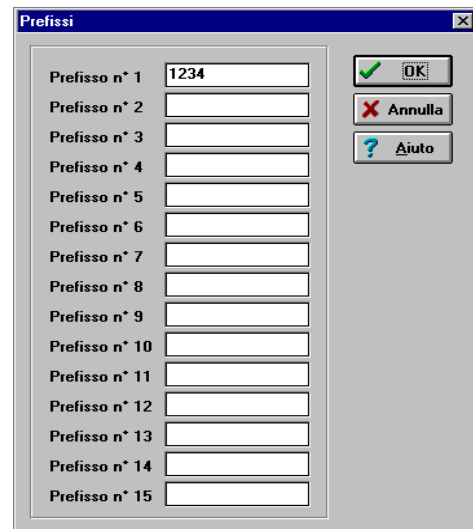 Prefissi
Prefisso n° 1 1234
Prefisso n° 2
Prefisso n° 3
Prefisso n° 4
Prefisso n° 5
Prefisso n° 6
Prefisso n° 7
Prefisso n° 8
Prefisso n° 9
Prefisso n° 10
Prefisso n° 11
Prefisso n° 12
Prefisso n° 13
Prefisso n° 14
Prefisso n° 15
OK
Annulla
? Aiuto